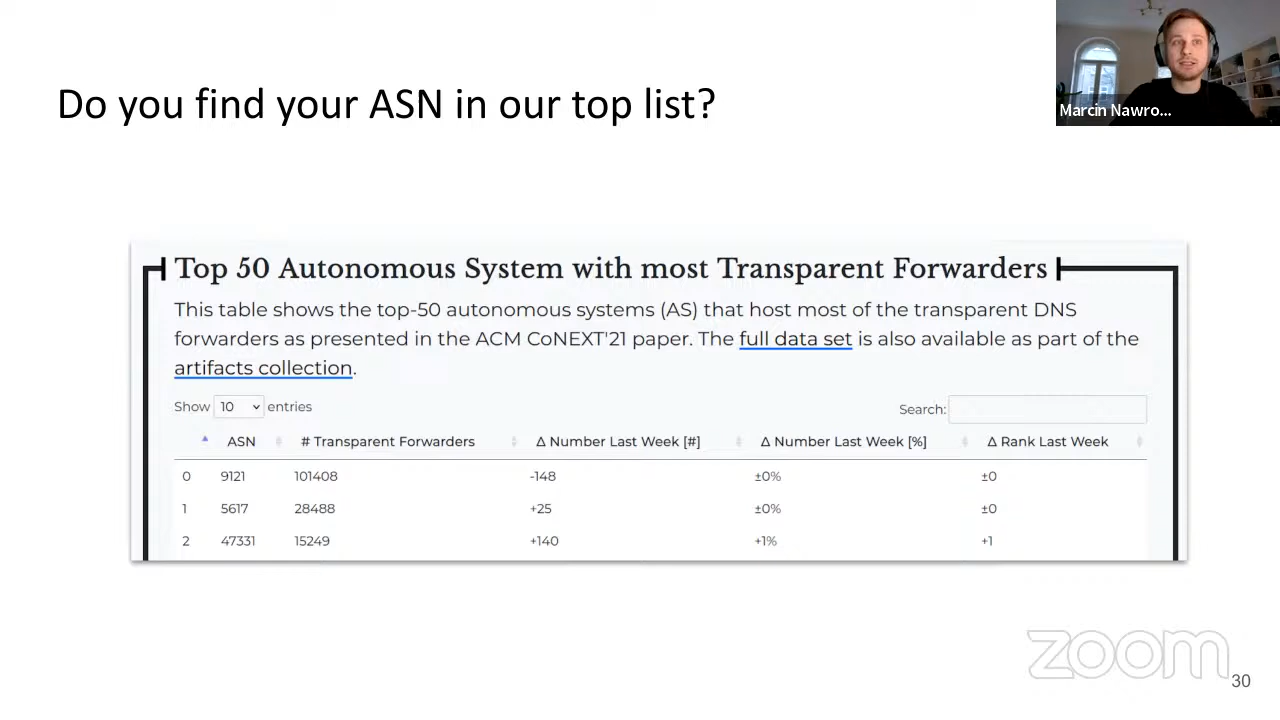 Do you find your ASN in our top list?
Marcin Nawro...
Top 50 Autonomous System with most Transparent Forwarders
This table shows the top-50 autonomous systems (AS) that host most of the transparent DNS
forwarders as presented in the ACM CoNEXT'21 paper. The full data set is also available as part of the
artifacts collection.
Show 10 entries Search:
ASN # Transparent Forwarders Δ Number Last Week [#] Δ Number Last Week [%] Δ Rank Last Week
0 9121 101408 -148 ±0% ±0
1 5617 28488 +25 ±0% ±0
2 47331 15249 +140 +1% +1
zoom
30